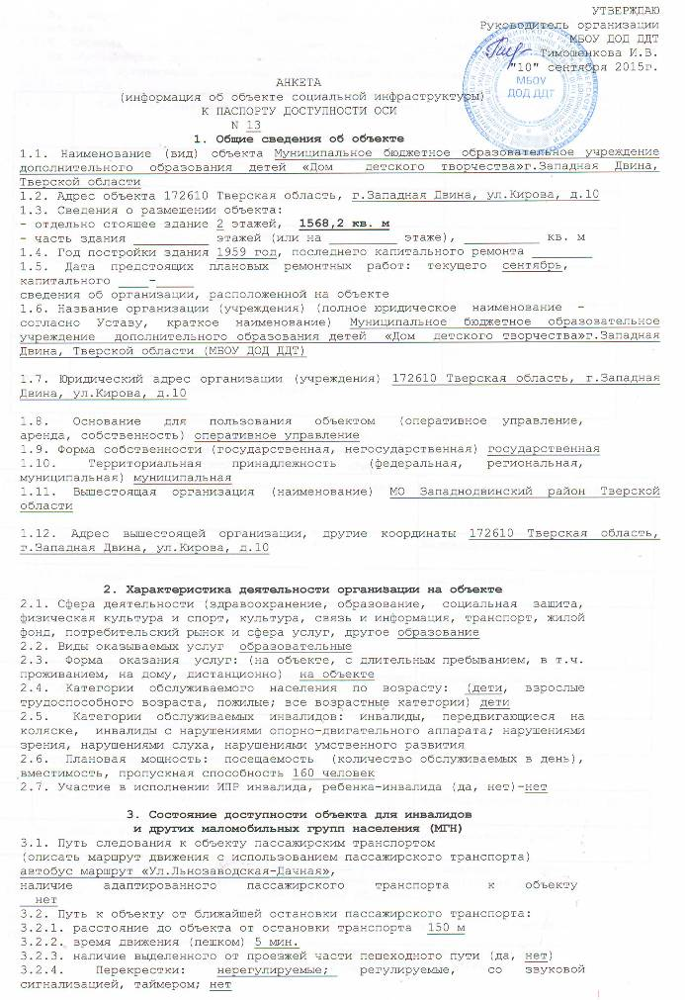 УТВЕРЖДАЮ
Руководитель организации
МБОУ ДОД ДДТ
Тимошенкова И.В.
"10" сентября 2015г.
МБОУ
ДОД ДДТ
АНКЕТА
(информация об объекте социальной инфраструктуры)
К ПАСПОРТУ ДОСТУПНОСТИ ОСИ
N 13
1. Общие сведения об объекте
1.1. Наименование (вид) объекта Муниципальное бюджетное образовательное учреждение
дополнительного образования детей «Дом детского творчества»г.Западная Двина,
Тверской области
1.2. Адрес объекта 172610 Тверская область, г.Западная Двина, ул.Кирова, д.10
1.3. Сведения о размещении объекта:
- отдельно стоящее здание 2 этажей, 1568,2 кв. м
- часть здания __________ этажей (или на _________ этаже), __________ кв. м
1.4. Год постройки здания 1959 год, последнего капитального ремонта ________
1.5. Дата предстоящих плановых ремонтных работ: текущего сентябрь,
капитального ____-_____
сведения об организации, расположенной на объекте
1.6. Название организации (учреждения) (полное юридическое наименование -
согласно Уставу, краткое наименование) Муниципальное бюджетное образовательное
учреждение дополнительного образования детей «Дом детского творчества»г.Западная
Двина, Тверской области (МБОУ ДОД ДДТ)
1.7. Юридический адрес организации (учреждения) 172610 Тверская область, г.Западная
Двина, ул.Кирова, д.10
1.8. Основание для пользования объектом (оперативное управление,
аренда, собственность) оперативное управление
1.9. Форма собственности (государственная, негосударственная) государственная
1.10. Территориальная принадлежность (федеральная, региональная,
муниципальная) муниципальная
1.11. Вышестоящая организация (наименование) МО Западнодвинский район Тверской
области
1.12. Адрес вышестоящей организации, другие координаты 172610 Тверская область,
г.Западная Двина, ул.Кирова, д.10
2. Характеристика деятельности организации на объекте
2.1. Сфера деятельности (здравоохранение, образование, социальная защита,
физическая культура и спорт, культура, связь и информация, транспорт, жилой
фонд, потребительский рынок и сфера услуг, другое образование
2.2. Виды оказываемых услуг образовательные
2.3. Форма оказания услуг: (на объекте, с длительным пребыванием, в т.ч.
проживанием, на дому, дистанционно) на объекте
2.4. Категории обслуживаемого населения по возрасту: (дети, взрослые
трудоспособного возраста, пожилые; все возрастные категории) дети
2.5. Категории обслуживаемых инвалидов: инвалиды, передвигающиеся на
коляске, инвалиды с нарушениями опорно-двигательного аппарата; нарушениями
зрения, нарушениями слуха, нарушениями умственного развития
2.6. Плановая мощность: посещаемость (количество обслуживаемых в день),
вместимость, пропускная способность 160 человек
2.7. Участие в исполнении ИПР инвалида, ребенка-инвалида (да, нет)-нет
3. Состояние доступности объекта для инвалидов
и других маломобильных групп населения (МГН)
3.1. Путь следования к объекту пассажирским транспортом
(описать маршрут движения с использованием пассажирского транспорта)
автобус маршрут «Ул.Льнозаводская-Дачная»,
наличие адаптированного пассажирского транспорта к объекту
нет
3.2. Путь к объекту от ближайшей остановки пассажирского транспорта:
3.2.1. расстояние до объекта от остановки транспорта 150 м
3.2.2. время движения (пешком) 5 мин.
3.2.3. наличие выделенного от проезжей части пешеходного пути (да, нет)
3.2.4. Перекрестки: нерегулируемые; регулируемые, со звуковой
сигнализацией, таймером; нет